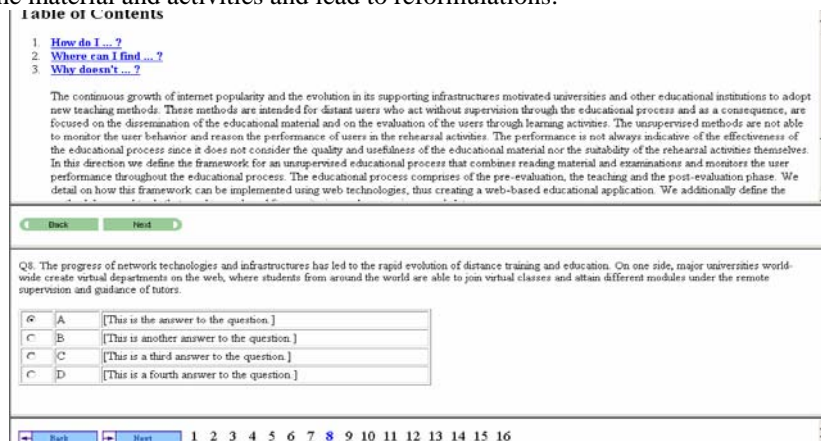 the material and activities and lead to reformulations.
Table of Contents
1. How do I ... ?
2. Where can I find ... ?
3. Why doesn't ... ?
The continuous growth of internet popularity and the evolution in its supporting infrastructures motivated universities and other educational institutions to adopt
new teaching methods. These methods are intended for distant users who act without supervision through the educational process and as a consequence, are
focused on the dissemination of the educational material and on the evaluation of the users through learning activities. The unsupervised methods are not able
to monitor the user behavior and reason the performance of users in the rehearsal activities. The performance is not always indicative of the effectiveness of
the educational process since it does not consider the quality and usefulness of the educational material nor the suitability of the rehearsal activities themselves.
In this direction we define the framework for an unsupervised educational process that combines reading material and examinations and monitors the user
performance throughout the educational process. The educational process comprises of the pre-evaluation, the teaching and the post-evaluation phase. We
detail on how this framework can be implemented using web technologies, thus creating a web-based educational application. We additionally define the
Back Next
Q8. The progress of network technologies and infrastructures has led to the rapid evolution of distance training and education. On one side, major universities world-
wide create virtual departments on the web, where students from around the world are able to join virtual classes and attain different modules under the remote
supervision and guidance of tutors.
A [This is the answer to the question.]
B [This is another answer to the question.]
C [This is a third answer to the question.]
D [This is a fourth answer to the question.]
Back Next 1 2 3 4 5 6 7 8 9 10 11 12 13 14 15 16